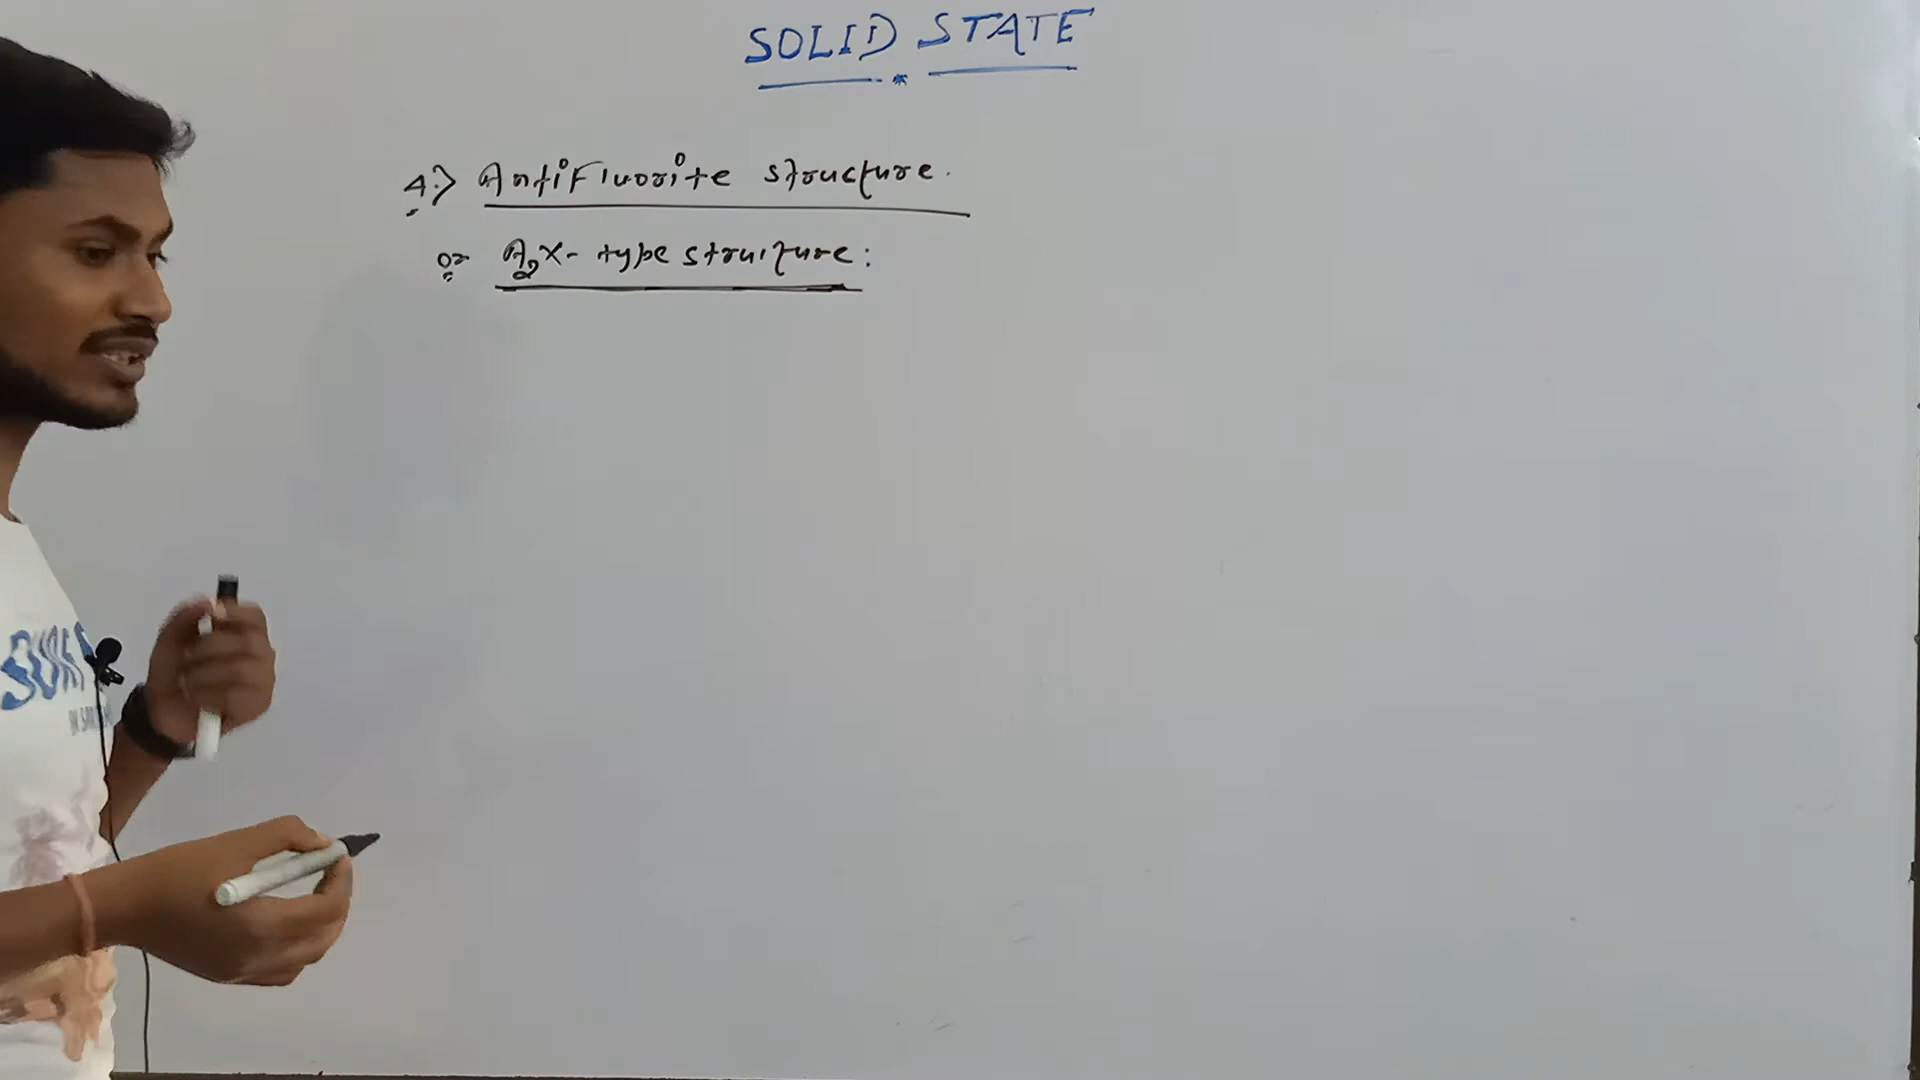 SOLID STATE
4.> AntiFluorite structure.
or A2X- type structure: